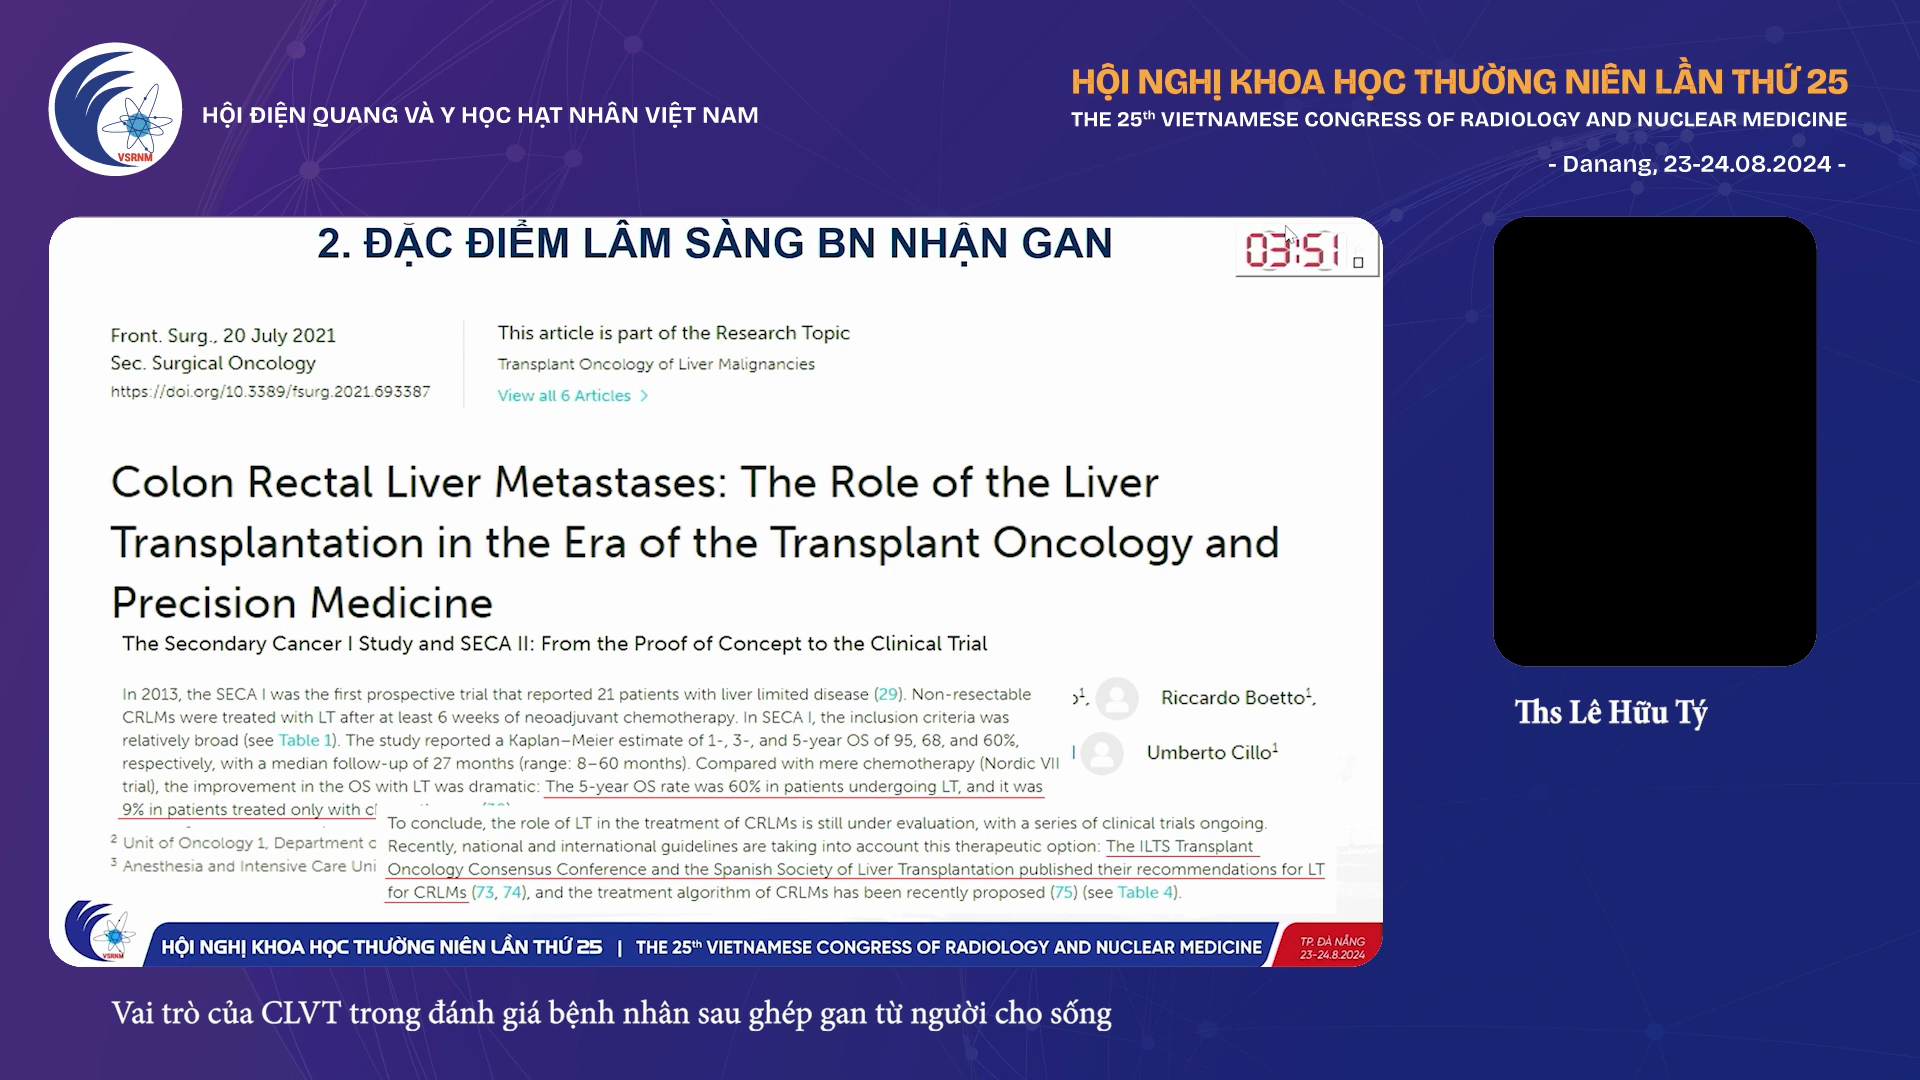 VSRNM
HỘI ĐIỆN QUANG VÀ Y HỌC HẠT NHÂN VIỆT NAM
HỘI NGHỊ KHOA HỌC THƯỜNG NIÊN LẦN THỨ 25
THE 25th VIETNAMESE CONGRESS OF RADIOLOGY AND NUCLEAR MEDICINE
- Danang, 23-24.08.2024 -
2. ĐẶC ĐIỂM LÂM SÀNG BN NHẬN GAN
03:51
Front. Surg., 20 July 2021
Sec. Surgical Oncology
https://doi.org/10.3389/fsurg.2021.693387
This article is part of the Research Topic
Transplant Oncology of Liver Malignancies
View all 6 Articles >
Colon Rectal Liver Metastases: The Role of the Liver
Transplantation in the Era of the Transplant Oncology and
Precision Medicine
The Secondary Cancer I Study and SECA II: From the Proof of Concept to the Clinical Trial
In 2013, the SECA I was the first prospective trial that reported 21 patients with liver limited disease (29). Non-resectable
CRLMs were treated with LT after at least 6 weeks of neoadjuvant chemotherapy. In SECA I, the inclusion criteria was
relatively broad (see Table 1). The study reported a Kaplan–Meier estimate of 1-, 3-, and 5-year OS of 95, 68, and 60%,
respectively, with a median follow-up of 27 months (range: 8–60 months). Compared with mere chemotherapy (Nordic VII
trial), the improvement in the OS with LT was dramatic: The 5-year OS rate was 60% in patients undergoing LT, and it was
9% in patients treated only with
Riccardo Boetto1,
Umberto Cillo1
2 Unit of Oncology 1, Department
3 Anesthesia and Intensive Care
To conclude, the role of LT in the treatment of CRLMs is still under evaluation, with a series of clinical trials ongoing.
Recently, national and international guidelines are taking into account this therapeutic option: The ILTS Transplant
Oncology Consensus Conference and the Spanish Society of Liver Transplantation published their recommendations for LT
for CRLMs (73, 74), and the treatment algorithm of CRLMs has been recently proposed (75) (see Table 4).
VSRNM
HỘI NGHỊ KHOA HỌC THƯỜNG NIÊN LẦN THỨ 25 | THE 25th VIETNAMESE CONGRESS OF RADIOLOGY AND NUCLEAR MEDICINE
TP. ĐÀ NẴNG
23-24.8.2024
Ths Lê Hữu Tý
Vai trò của CLVT trong đánh giá bệnh nhân sau ghép gan từ người cho sống